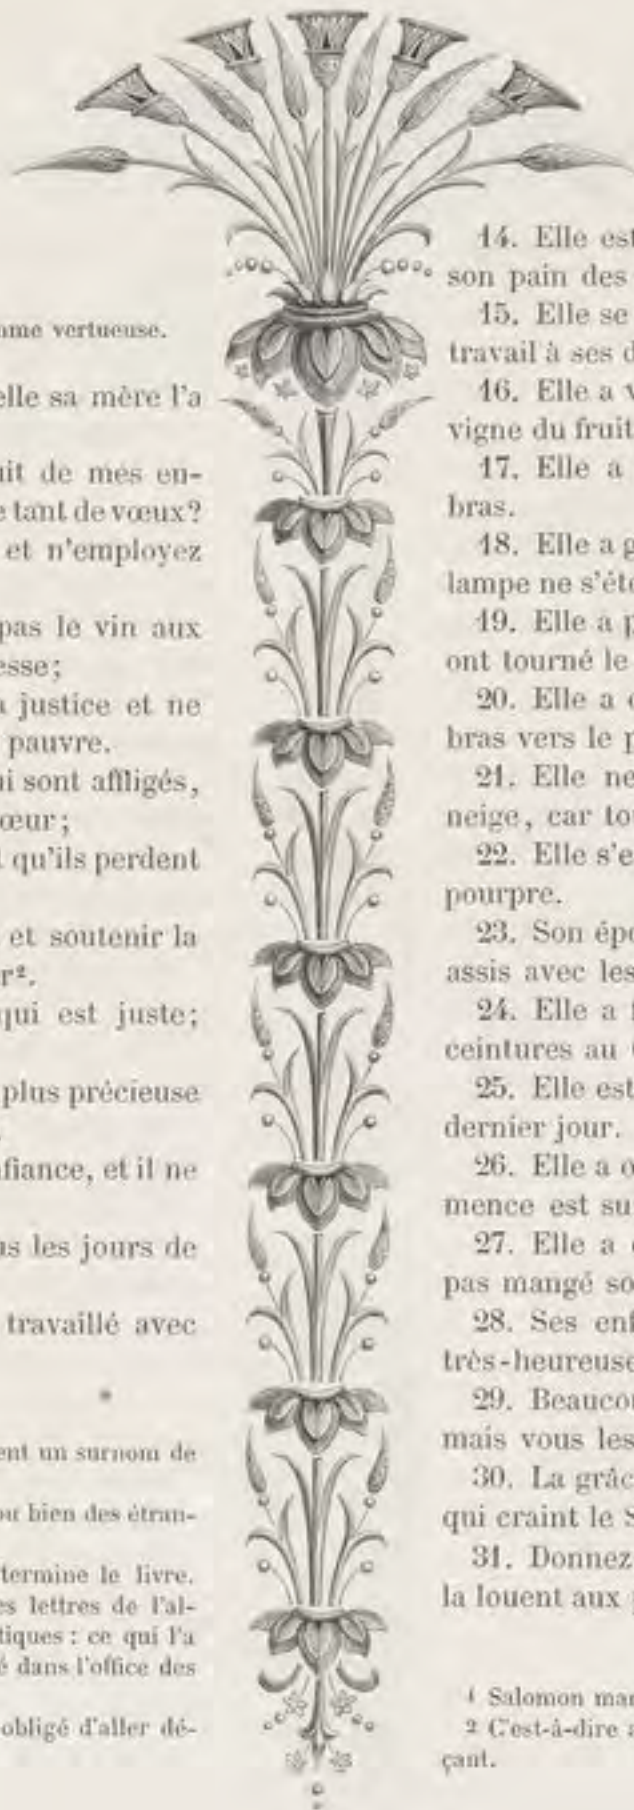 me vertueuse.
elle sa mère l'a
uit de mes en-
e tant de vœux?
et n'employez
pas le vin aux
esse;
a justice et ne
pauvre.
ui sont affligés,
œur;
t qu'ils perdent
et soutenir la
r².
qui est juste;
plus précieuse
nfiance, et il ne
us les jours de
travaillé avec
*
ent un surnom de
ou bien des étran-
termine le livre.
es lettres de l'al-
tiques : ce qui l'a
é dans l'office des
obligé d'aller dé-
14. Elle est
son pain des
15. Elle se
travail à ses d
16. Elle a v
vigne du fruit
17. Elle a
bras.
18. Elle a g
lampe ne s'éte
19. Elle a p
ont tourné le
20. Elle a o
bras vers le p
21. Elle ne
neige, car tou
22. Elle s'e
pourpre.
23. Son épo
assis avec les
24. Elle a f
ceintures au
25. Elle est
dernier jour.
26. Elle a o
mence est su
27. Elle a c
pas mangé so
28. Ses enf
très-heureuse
29. Beaucou
mais vous les
30. La grâc
qui craint le S
31. Donnez
la louent aux p
1 Salomon mar
2 C'est-à-dire a
çant.